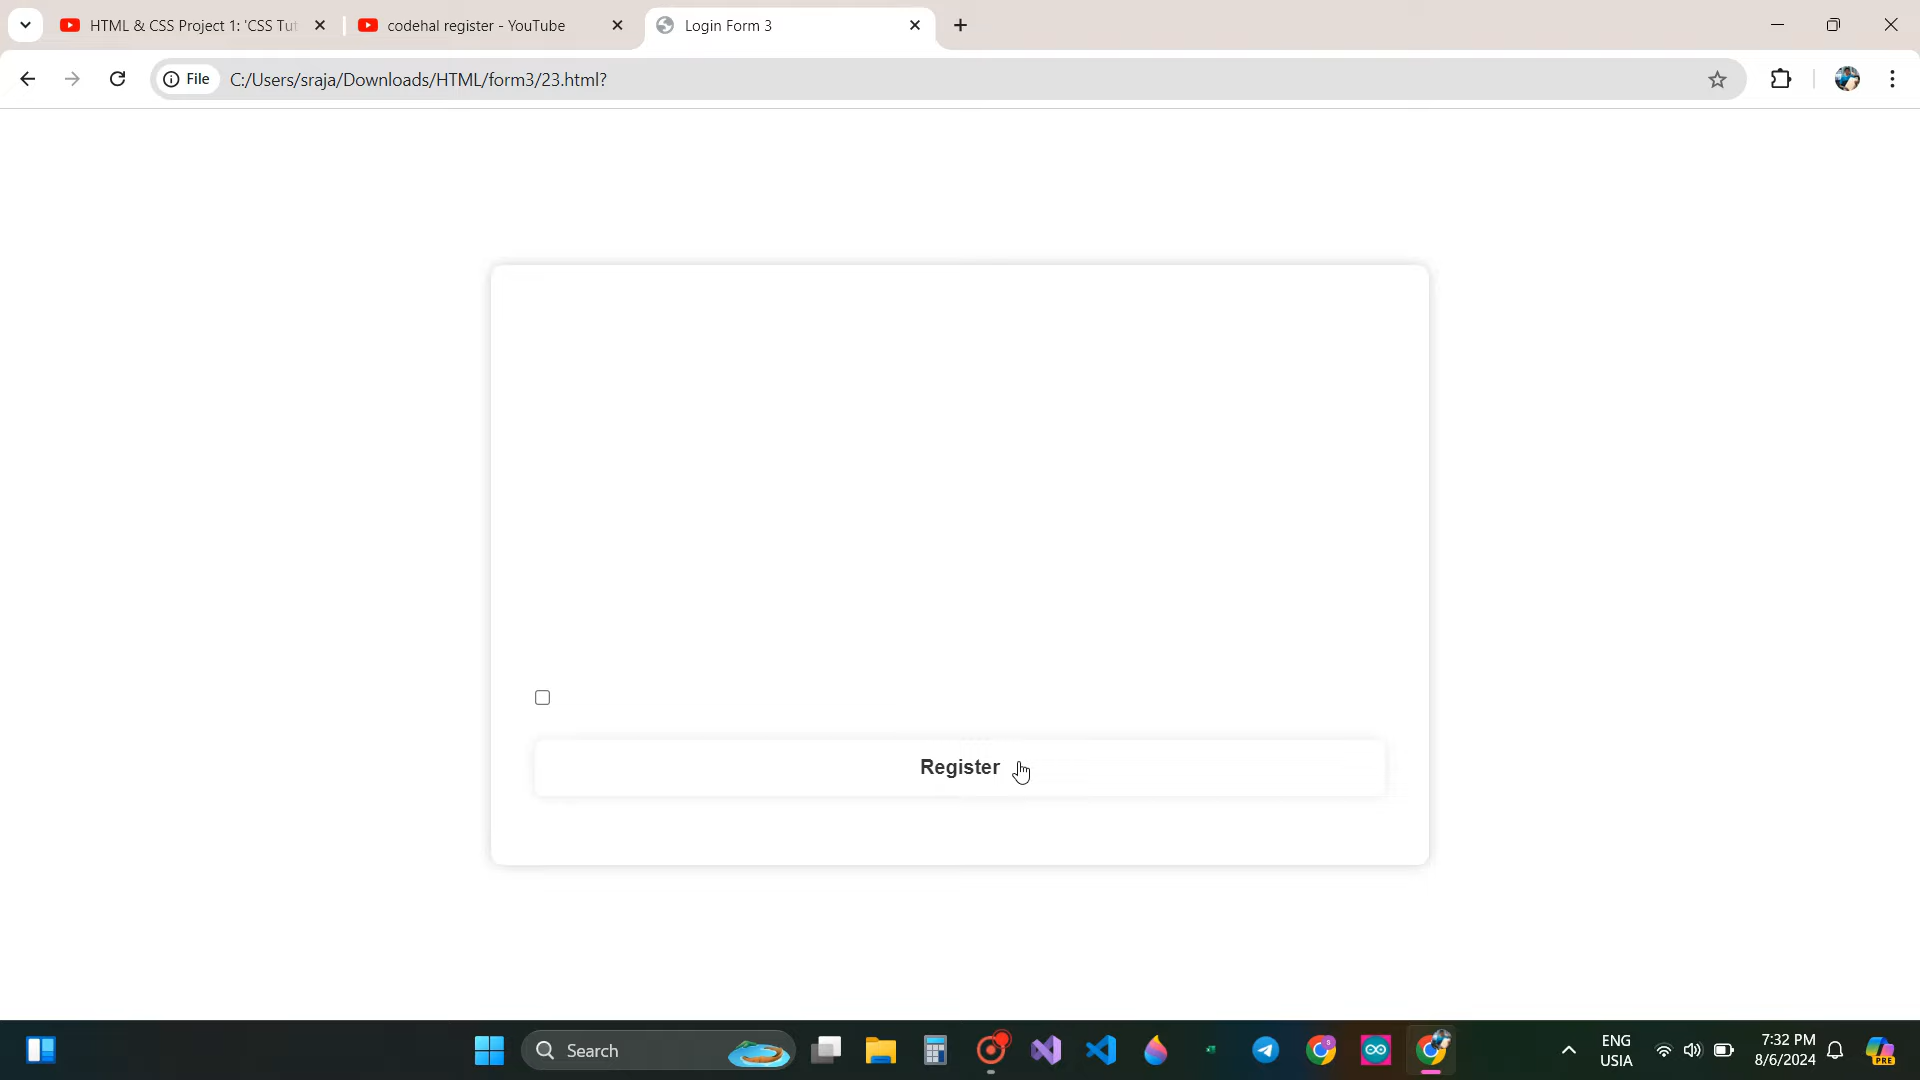 HTML & CSS Project 1: 'CSS Tut
codehal register - YouTube
Login Form 3
File
C:/Users/sraja/Downloads/HTML/form3/23.html?
Register
Search
ENG
USIA
7:32 PM
8/6/2024
PRE